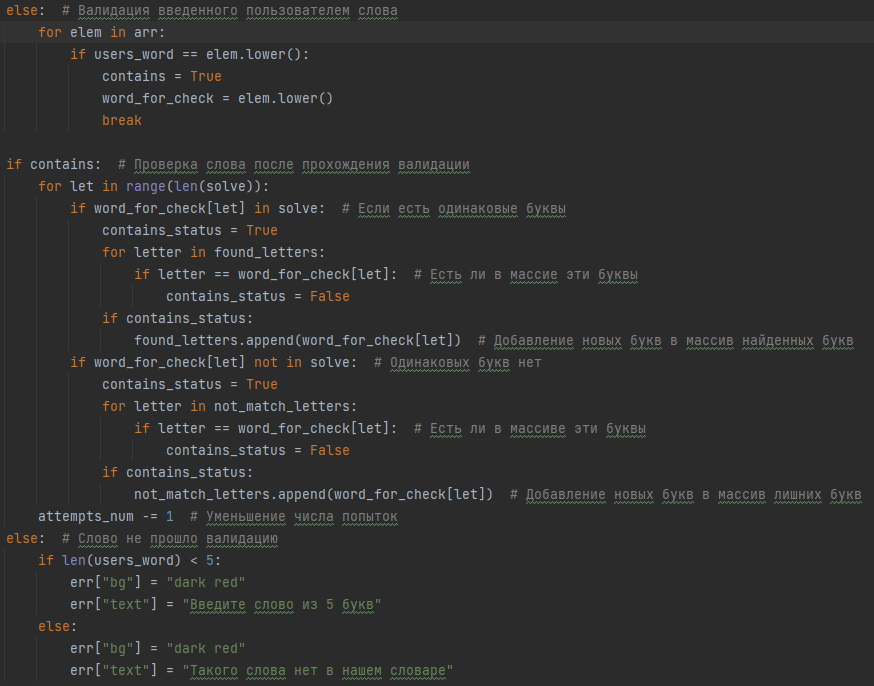 else:  # Валидация введенного пользователем слова
    for elem in arr:
        if users_word == elem.lower():
            contains = True
            word_for_check = elem.lower()
            break

if contains:  # Проверка слова после прохождения валидации
    for let in range(len(solve)):
        if word_for_check[let] in solve:  # Если есть одинаковые буквы
            contains_status = True
            for letter in found_letters:
                if letter == word_for_check[let]:  # Есть ли в массие эти буквы
                    contains_status = False
            if contains_status:
                found_letters.append(word_for_check[let])  # Добавление новых букв в массив найденных букв
        if word_for_check[let] not in solve:  # Одинаковых букв нет
            contains_status = True
            for letter in not_match_letters:
                if letter == word_for_check[let]:  # Есть ли в массиве эти буквы
                    contains_status = False
            if contains_status:
                not_match_letters.append(word_for_check[let])  # Добавление новых букв в массив лишних букв
    attempts_num -= 1  # Уменьшение числа попыток
else:  # Слово не прошло валидацию
    if len(users_word) < 5:
        err["bg"] = "dark red"
        err["text"] = "Введите слово из 5 букв"
    else:
        err["bg"] = "dark red"
        err["text"] = "Такого слова нет в нашем словаре"